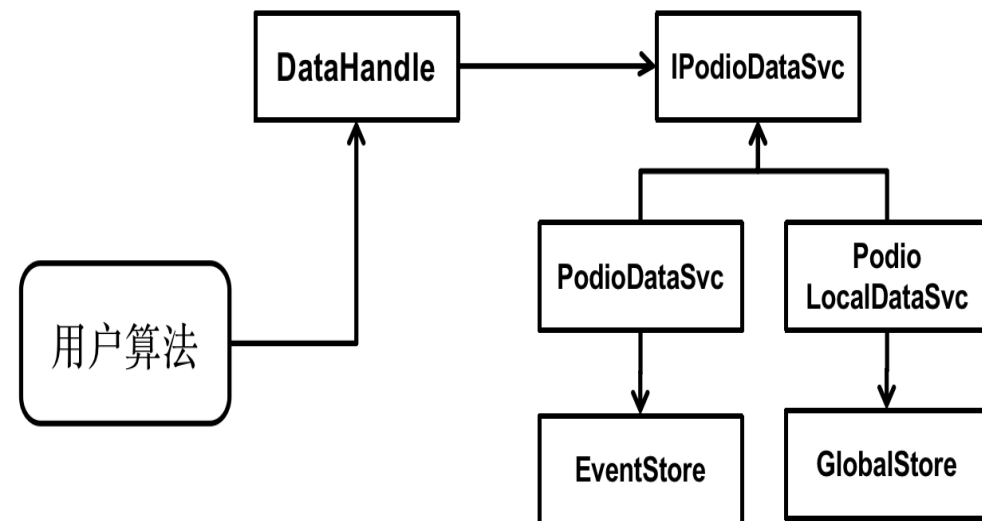 DataHandle
IPodioDataSvc
PodioDataSvc
Podio
LocalDataSvc
用户算法
EventStore
GlobalStore